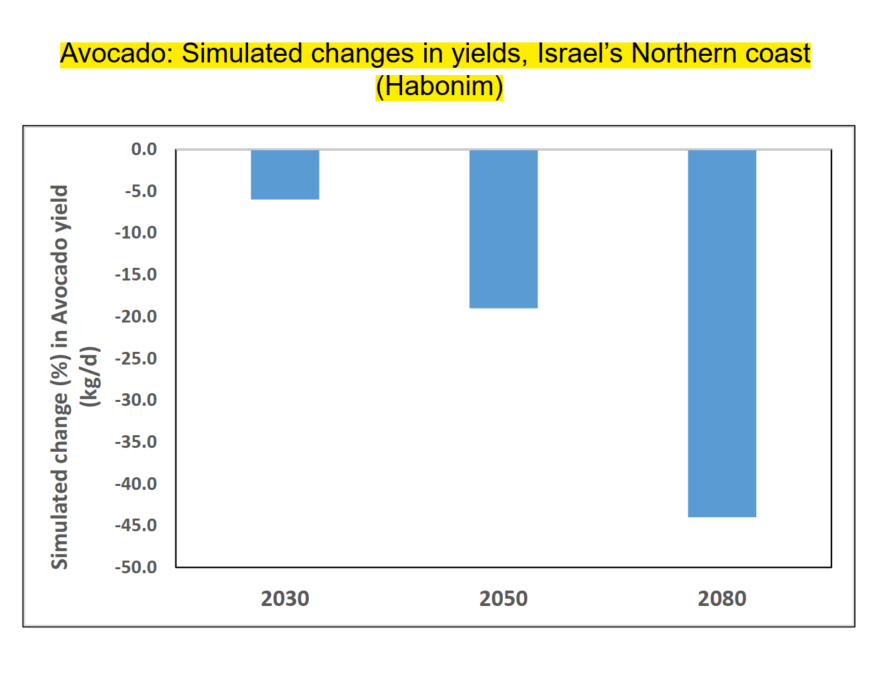 Avocado: Simulated changes in yields, Israel’s Northern coast
(Habonim)
Simulated change (%) in Avocado yield
(kg/d)
0.0
-5.0
-10.0
-15.0
-20.0
-25.0
-30.0
-35.0
-40.0
-45.0
-50.0
2030 2050 2080